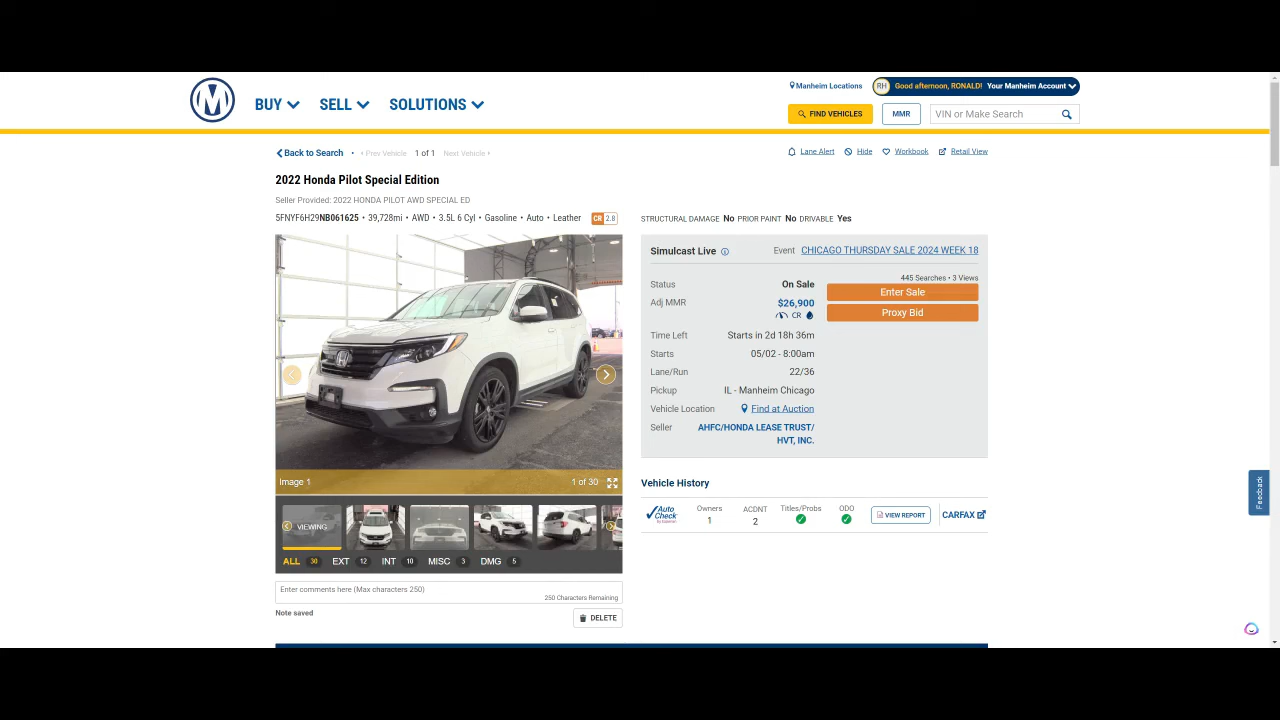 BUY SELL SOLUTIONS
Manheim Locations
RH Good afternoon, RONALD! Your Manheim Account
FIND VEHICLES MMR VIN or Make Search
Back to Search • Prev Vehicle 1 of 1 Next Vehicle
Lane Alert Hide Workbook Retail View
2022 Honda Pilot Special Edition
Seller Provided: 2022 HONDA PILOT AWD SPECIAL ED
5FNYF6H29NB061625 • 39,728mi • AWD • 3.5L 6 Cyl • Gasoline • Auto • Leather CR 2.8
STRUCTURAL DAMAGE No PRIOR PAINT No DRIVABLE Yes
Simulcast Live Event CHICAGO THURSDAY SALE 2024 WEEK 18
445 Searches • 3 Views
Status On Sale
Enter Sale
Adj MMR $26,900
CR
Proxy Bid
Time Left Starts in 2d 18h 36m
Starts 05/02 - 8:00am
Lane/Run 22/36
Pickup IL - Manheim Chicago
Vehicle Location Find at Auction
Seller AHFC/HONDA LEASE TRUST/
HVT, INC.
Image 1 1 of 30
VIEWING
ALL 30 EXT 12 INT 10 MISC 3 DMG 5
Vehicle History
AutoCheck
Owners
1
ACDNT
2
Titles/Probs
ODO
VIEW REPORT
CARFAX
Enter comments here (Max characters 250)
250 Characters Remaining
Note saved
DELETE
Feedback